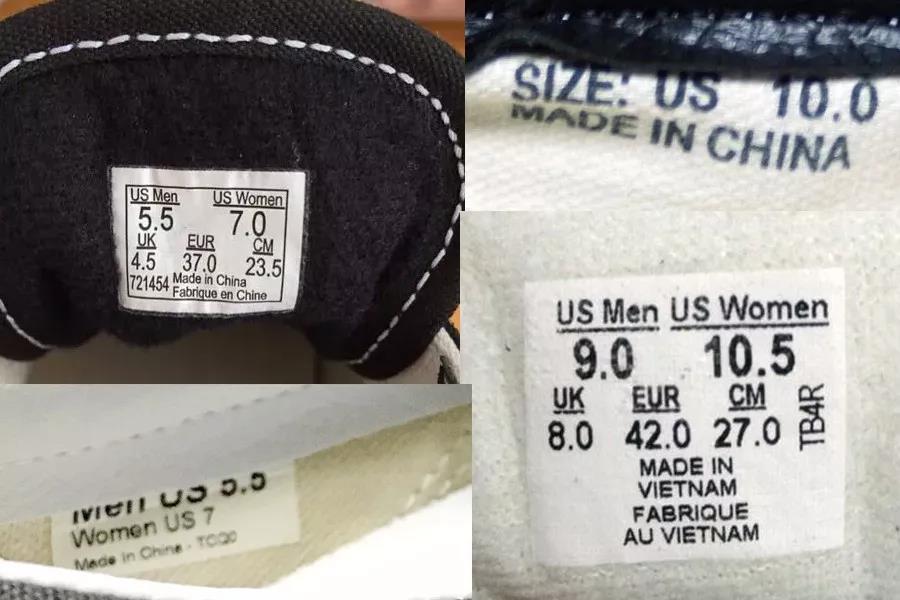 US Men US Women
5.5 7.0
UK EUR CM
4.5 37.0 23.5
721454 Made in China
Fabrique en Chine
SIZE: US 10.0
MADE IN CHINA
Men US 5.5
Women US 7
Made in China - TCQ0
US Men US Women
9.0 10.5
UK EUR CM
8.0 42.0 27.0
TB4R
MADE IN
VIETNAM
FABRIQUE
AU VIETNAM